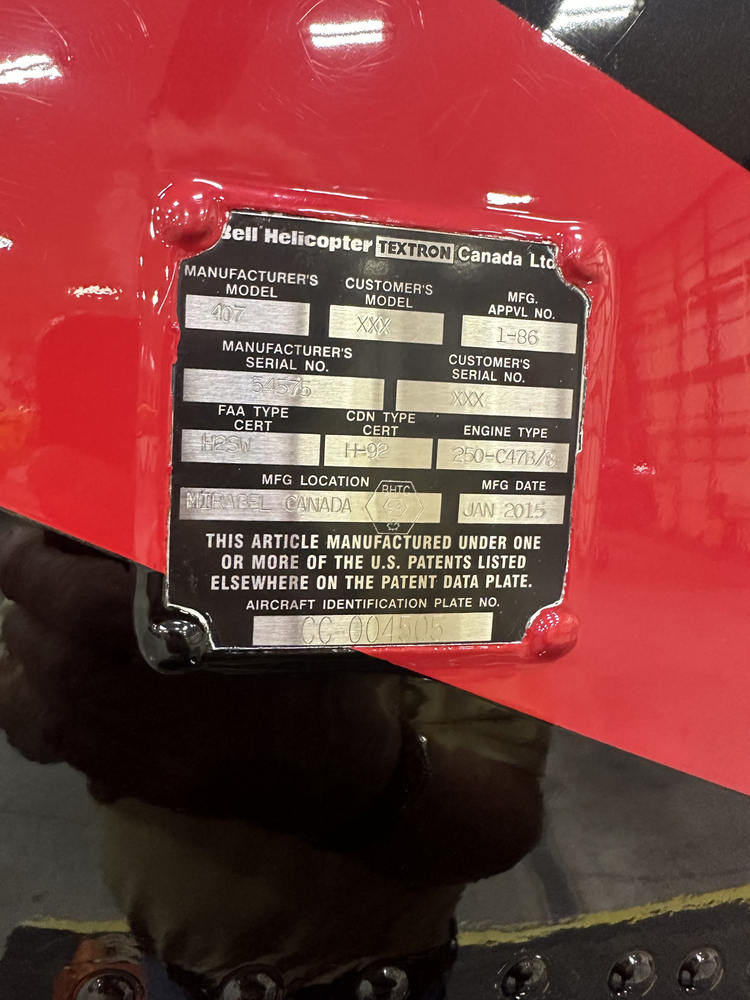 Bell Helicopter TEXTRON Canada Ltd
MANUFACTURER'S MODEL
407
CUSTOMER'S MODEL
XXX
MFG. APPVL NO.
1-86
MANUFACTURER'S SERIAL NO.
54575
CUSTOMER'S SERIAL NO.
XXX
FAA TYPE CERT
H2SW
CDN TYPE CERT
H-92
ENGINE TYPE
250-C47B/8
MFG LOCATION
MIRABEL CANADA
BHTC
MFG DATE
JAN 2015
THIS ARTICLE MANUFACTURED UNDER ONE
OR MORE OF THE U.S. PATENTS LISTED
ELSEWHERE ON THE PATENT DATA PLATE.
AIRCRAFT IDENTIFICATION PLATE NO.
CC-004505